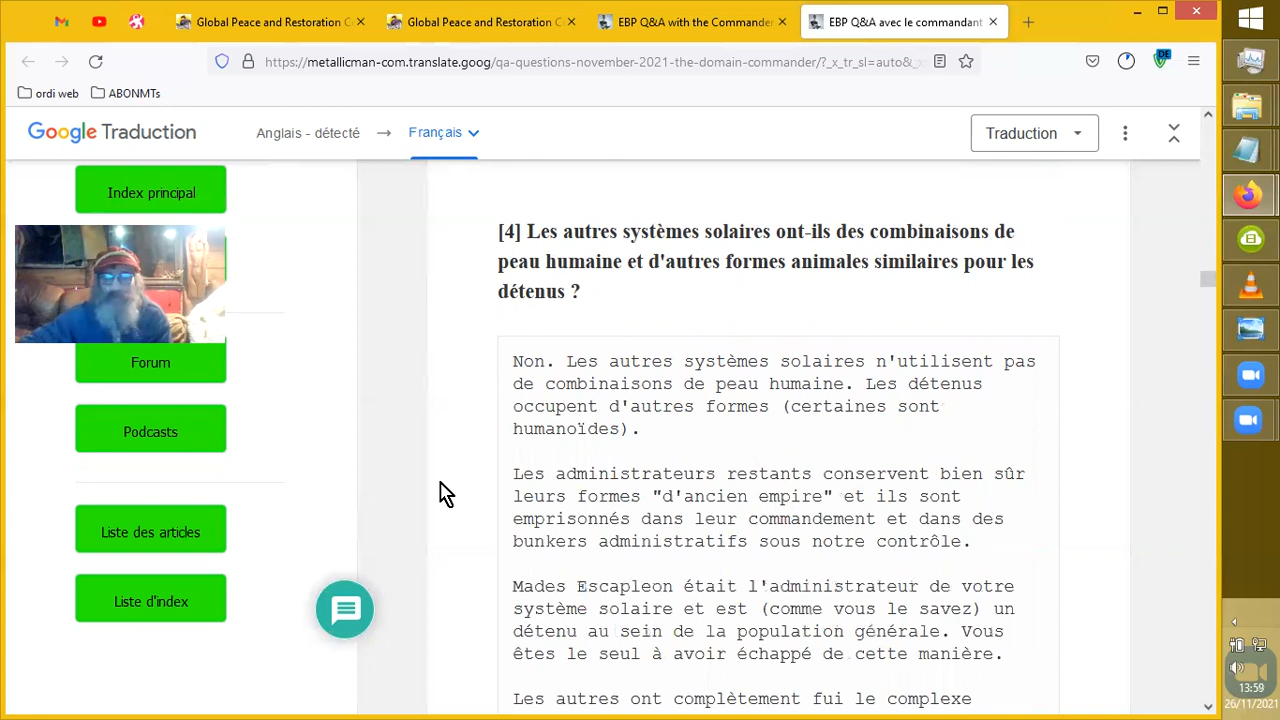 Global Peace and Restoration C
Global Peace and Restoration C
EBP Q&A with the Commander
EBP Q&A avec le commandant
https://metallicman-com.translate.goog/qa-questions-november-2021-the-domain-commander/?_x_tr_sl=auto&_x
DE
ordi web
ABONMTs
Google Traduction
Anglais - détecté
Français
Traduction
Index principal
Forum
Podcasts
Liste des articles
Liste d'index
[4] Les autres systèmes solaires ont-ils des combinaisons de
peau humaine et d'autres formes animales similaires pour les
détenus ?
Non. Les autres systèmes solaires n'utilisent pas
de combinaisons de peau humaine. Les détenus
occupent d'autres formes (certaines sont
humanoïdes).
Les administrateurs restants conservent bien sûr
leurs formes "d'ancien empire" et ils sont
emprisonnés dans leur commandement et dans des
bunkers administratifs sous notre contrôle.
Mades Escapleon était l'administrateur de votre
système solaire et est (comme vous le savez) un
détenu au sein de la population générale. Vous
êtes le seul à avoir échappé de cette manière.
Les autres ont complètement fui le complexe
13:59
26/11/2021